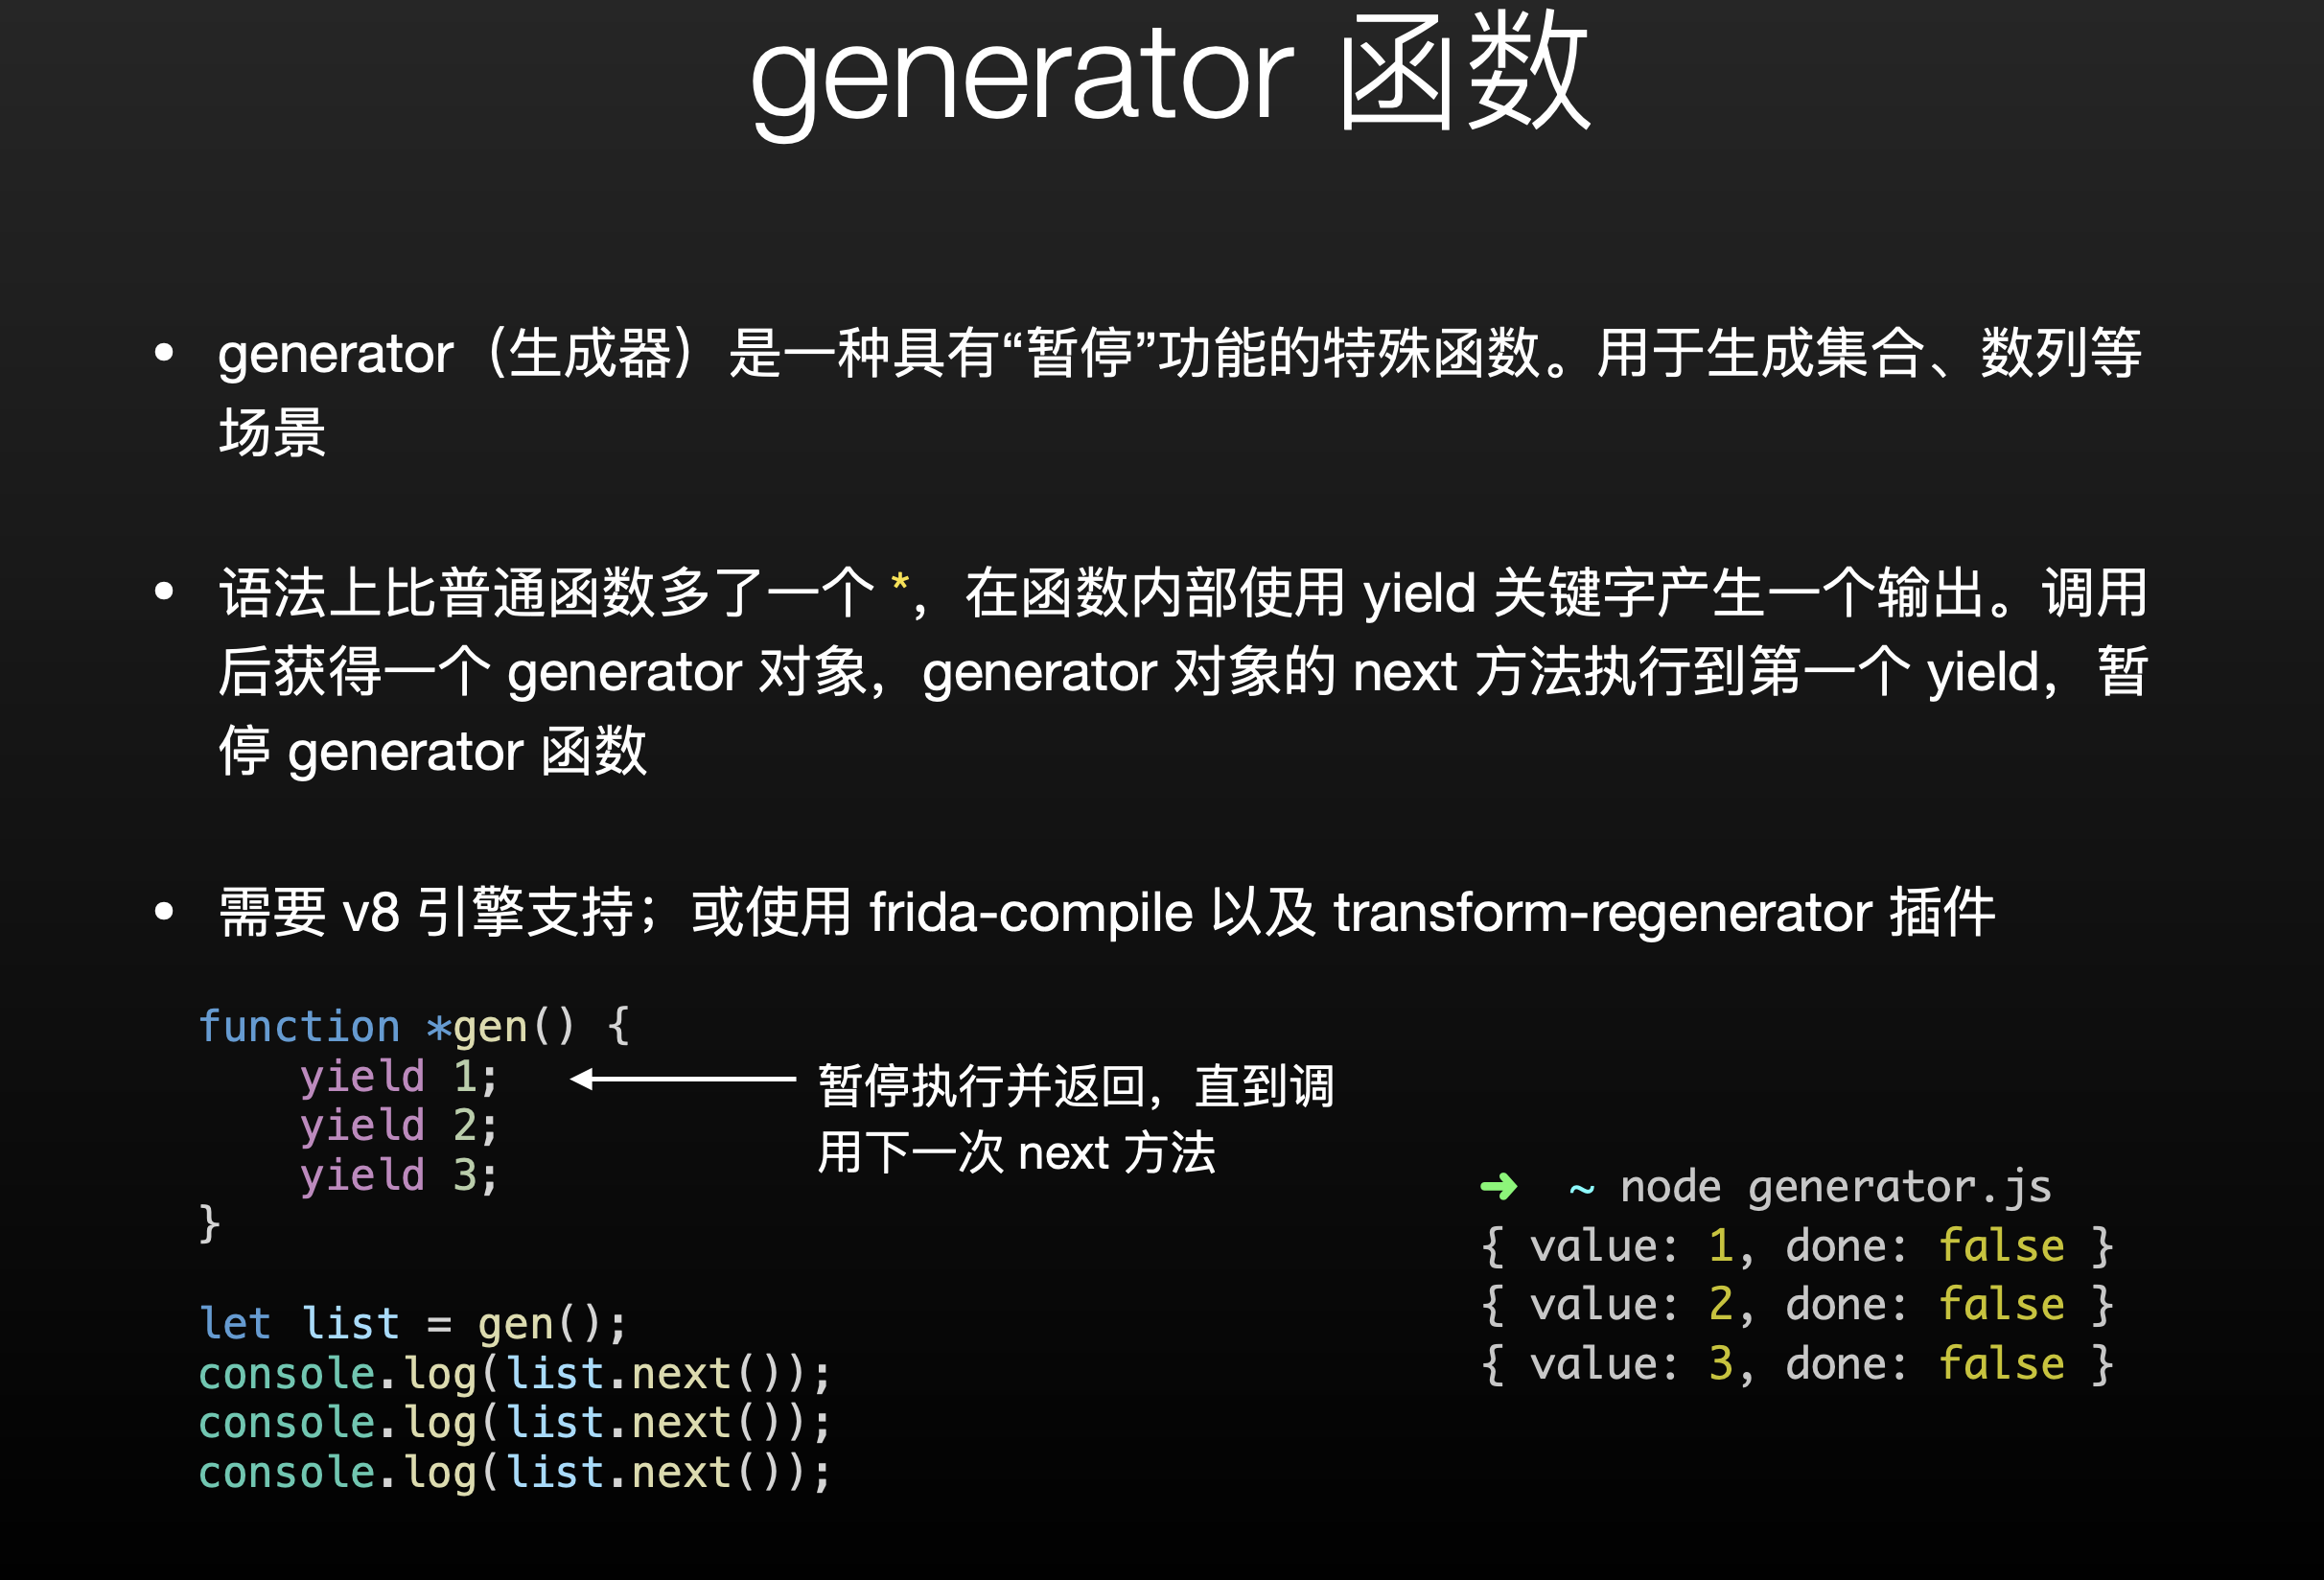 generator 函数
• generator（生成器）是一种具有“暂停”功能的特殊函数。用于生成集合、数列等
场景
• 语法上比普通函数多了一个 *，在函数内部使用 yield 关键字产生一个输出。调用
后获得一个 generator 对象，generator 对象的 next 方法执行到第一个 yield，暂
停 generator 函数
• 需要 v8 引擎支持；或使用 frida-compile 以及 transform-regenerator 插件
function *gen() {
    yield 1;
    yield 2;
    yield 3;
}
暂停执行并返回，直到调
用下一次 next 方法
let list = gen();
console.log(list.next());
console.log(list.next());
console.log(list.next());
➜  ~ node generator.js
{ value: 1, done: false }
{ value: 2, done: false }
{ value: 3, done: false }